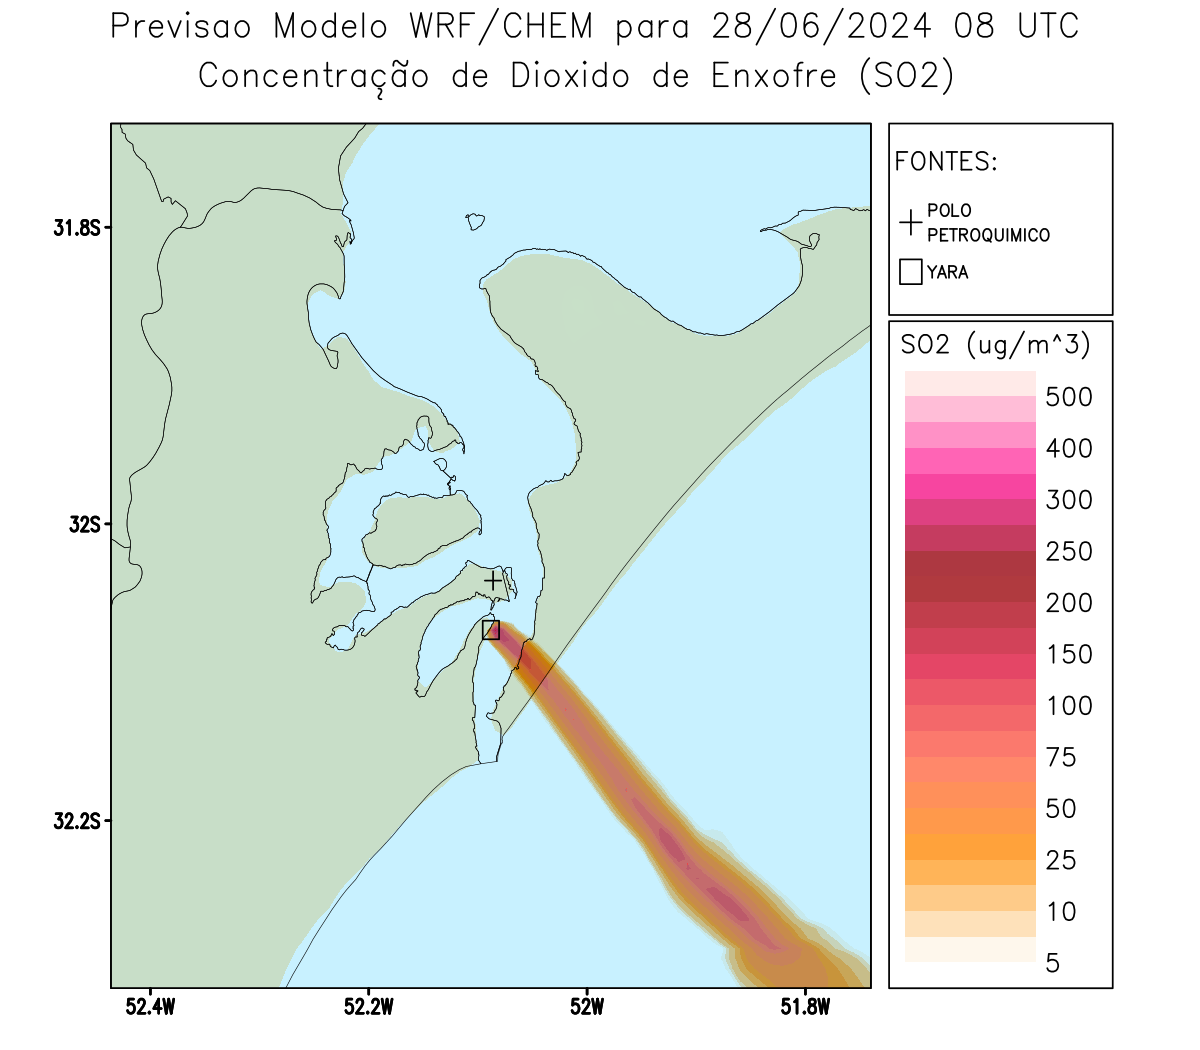 Previsao Modelo WRF/CHEM para 28/06/2024 08 UTC
Concentração de Dioxido de Enxofre (SO2)
FONTES:
POLO
PETROQUIMICO
YARA
SO2 (ug/m^3)
500
400
300
250
200
150
100
75
50
25
10
5
31.8S
32S
32.2S
52.4W
52.2W
52W
51.8W